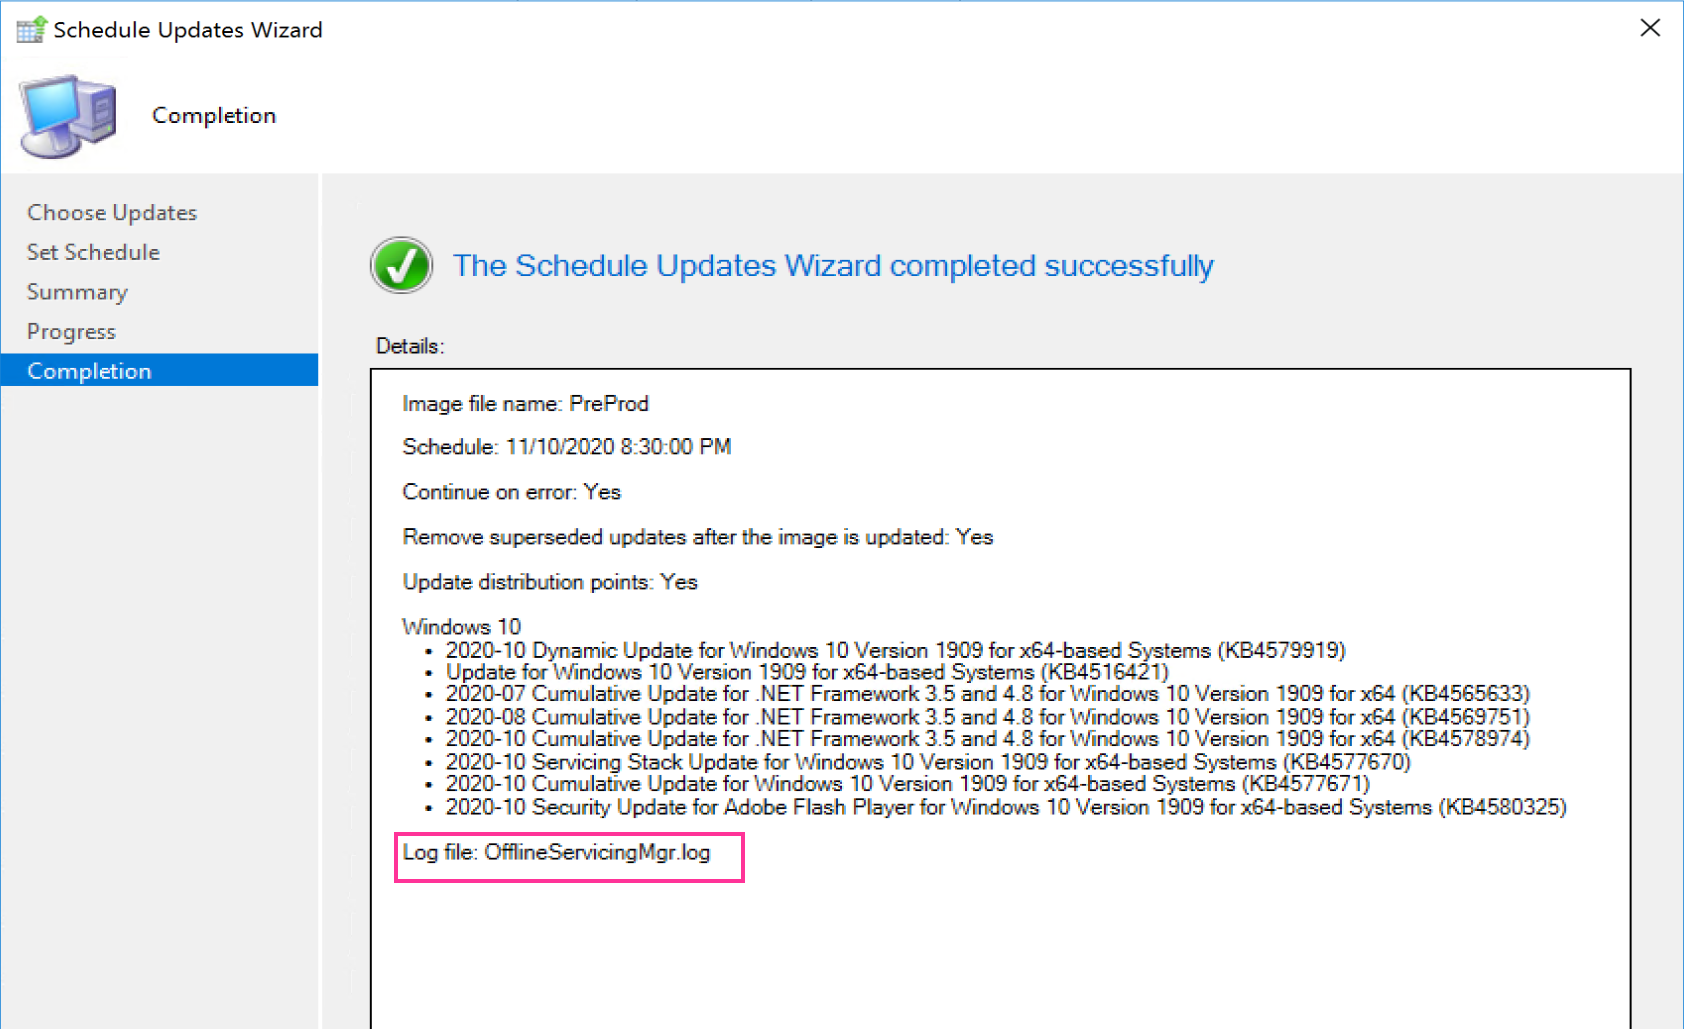 Schedule Updates Wizard
Completion
Choose Updates
Set Schedule
Summary
Progress
Completion
The Schedule Updates Wizard completed successfully
Details:
Image file name: PreProd
Schedule: 11/10/2020 8:30:00 PM
Continue on error: Yes
Remove superseded updates after the image is updated: Yes
Update distribution points: Yes
Windows 10
• 2020-10 Dynamic Update for Windows 10 Version 1909 for x64-based Systems (KB4579919)
• Update for Windows 10 Version 1909 for x64-based Systems (KB4516421)
• 2020-07 Cumulative Update for .NET Framework 3.5 and 4.8 for Windows 10 Version 1909 for x64 (KB4565633)
• 2020-08 Cumulative Update for .NET Framework 3.5 and 4.8 for Windows 10 Version 1909 for x64 (KB4569751)
• 2020-10 Cumulative Update for .NET Framework 3.5 and 4.8 for Windows 10 Version 1909 for x64 (KB4578974)
• 2020-10 Servicing Stack Update for Windows 10 Version 1909 for x64-based Systems (KB4577670)
• 2020-10 Cumulative Update for Windows 10 Version 1909 for x64-based Systems (KB4577671)
• 2020-10 Security Update for Adobe Flash Player for Windows 10 Version 1909 for x64-based Systems (KB4580325)
Log file: OfflineServicingMgr.log